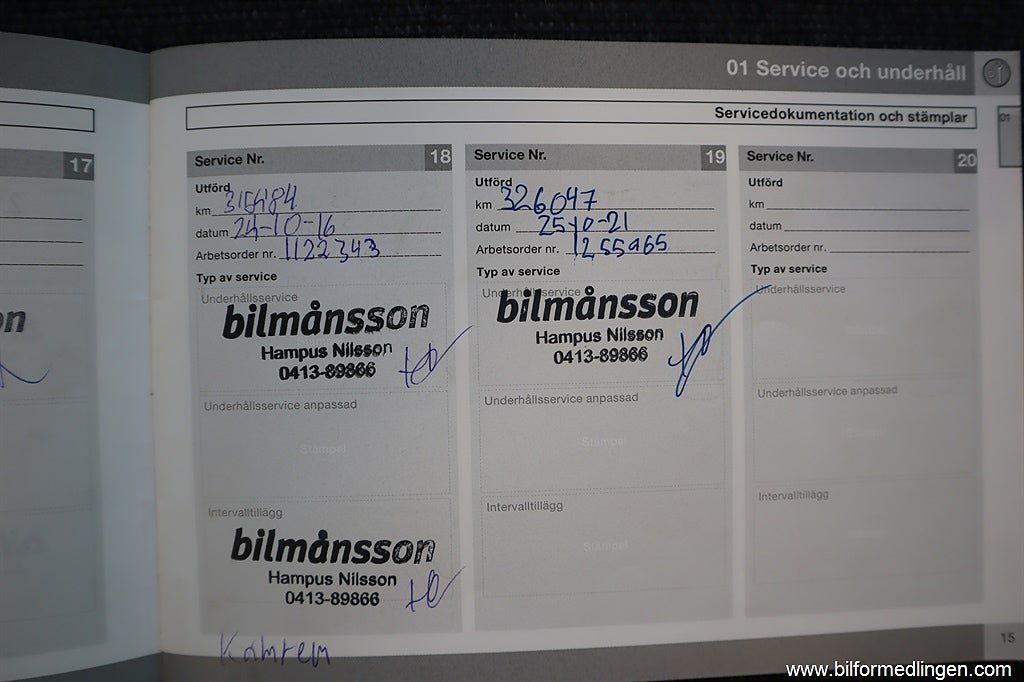 01 Service och underhåll
01
Servicedokumentation och stämplar
17
n
Service Nr. 18
Utförd
km
datum 24-10-16
Arbetsorder nr. 1122343
Typ av service
Underhållsservice
bilmånsson
Hampus Nilsson
0413-89866
Underhållsservice anpassad
Stämpel
Intervalltillägg
bilmånsson
Hampus Nilsson
0413-89866
Kamrem
Service Nr. 19
Utförd
km 326047
datum 25-10-21
Arbetsorder nr. 1255965
Typ av service
Underhållsservice
bilmånsson
Hampus Nilsson
0413-89866
Underhållsservice anpassad
Stämpel
Intervalltillägg
Stämpel
Service Nr. 20
Utförd
km
datum
Arbetsorder nr.
Typ av service
Underhållsservice
Underhållsservice anpassad
Intervalltillägg
15
www.bilformedlingen.com